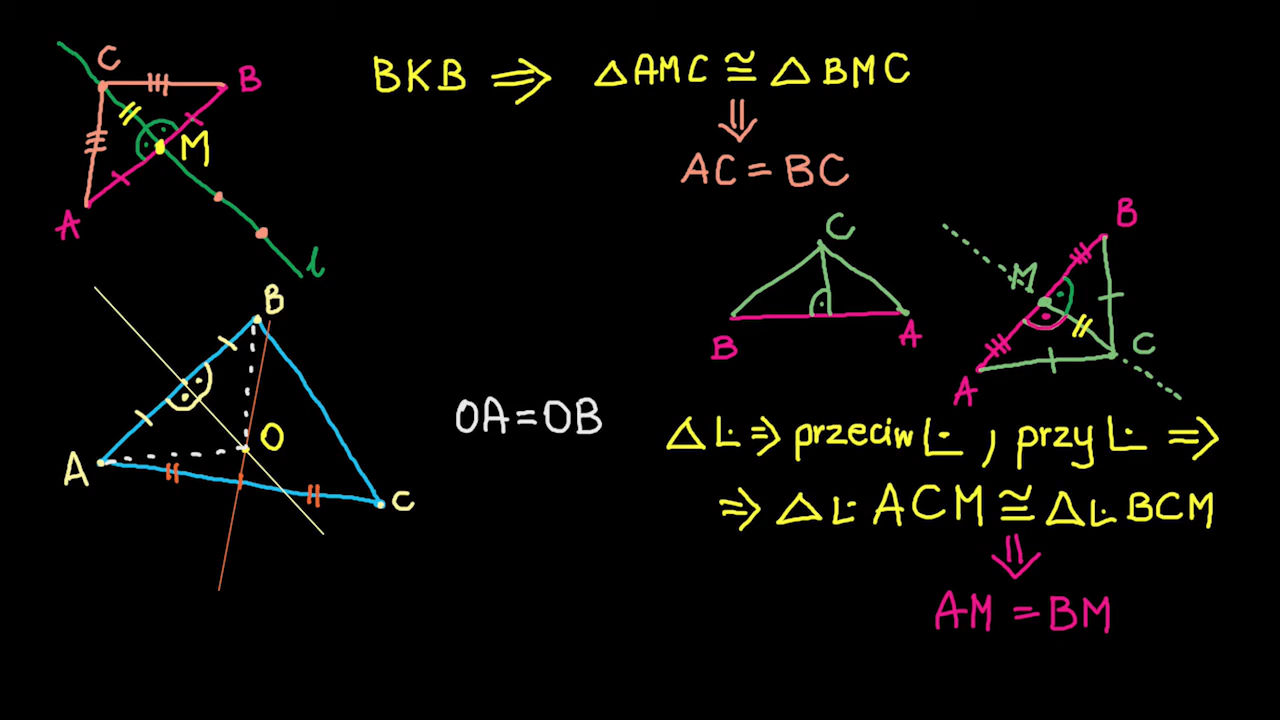 BKB ⇒ △AMC ≅ △BMC
⇓
AC = BC
C
B
M
A
l
C
B
A
B
M
C
A
B
A
O
C
OA = OB
△ ∟ ⇒ przeciw ∟, przy ∟ ⇒
⇒ △ ∟ ACM ≅ △ ∟ BCM
⇓
AM = BM